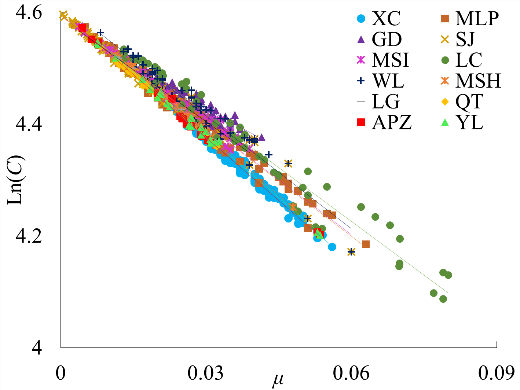 4.6
XC MLP
GD SJ
MSI LC
WL MSH
LG QT
APZ YL
4.4
Ln(C)
4.2
4
0 0.03 0.06 0.09
μ